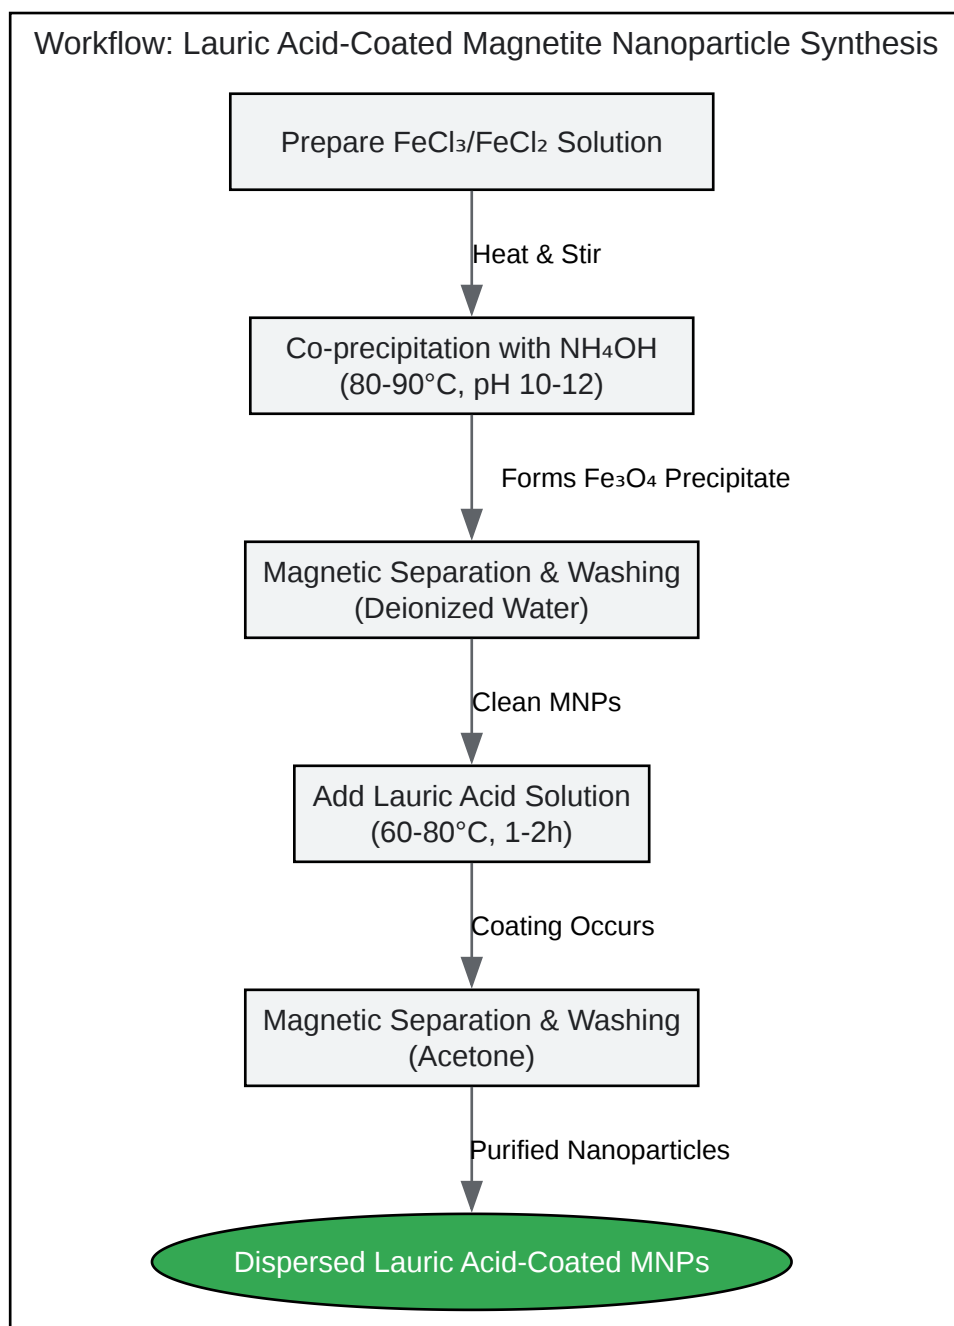 Workflow: Lauric Acid-Coated Magnetite Nanoparticle Synthesis
Prepare FeCl₃/FeCl₂ Solution
Heat & Stir
Co-precipitation with NH₄OH
(80-90°C, pH 10-12)
Forms Fe₃O₄ Precipitate
Magnetic Separation & Washing
(Deionized Water)
Clean MNPs
Add Lauric Acid Solution
(60-80°C, 1-2h)
Coating Occurs
Magnetic Separation & Washing
(Acetone)
Purified Nanoparticles
Dispersed Lauric Acid-Coated MNPs